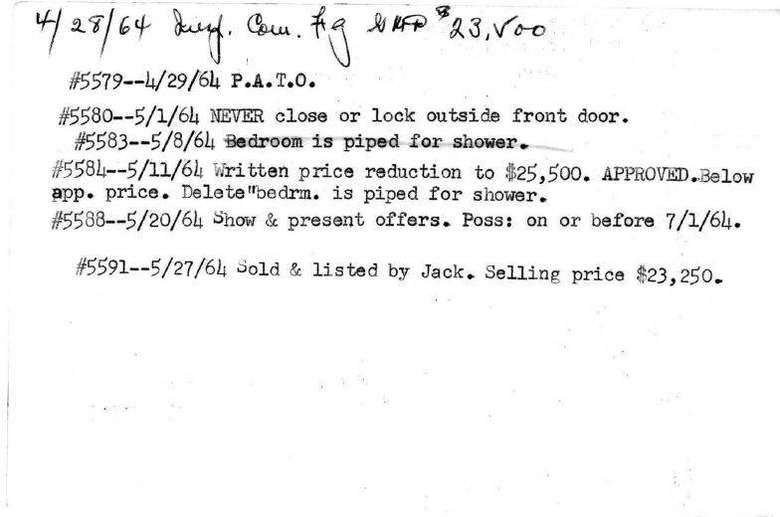 4/28/64 Com. Fig $23,500
#5579--4/29/64 P.A.T.O.
#5580--5/1/64 NEVER close or lock outside front door.
#5583--5/8/64 Bedroom is piped for shower.
#5584--5/11/64 Written price reduction to $25,500. APPROVED.Below
app. price. Delete"bedrm. is piped for shower.
#5588--5/20/64 Show & present offers. Poss: on or before 7/1/64.
#5591--5/27/64 Sold & listed by Jack. Selling price $23,250.